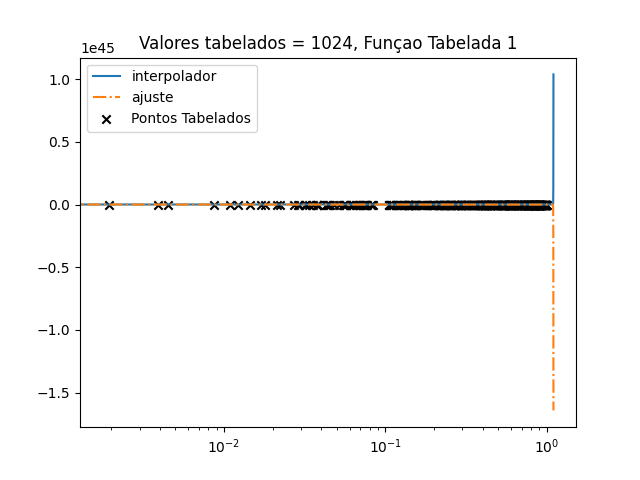 Valores tabelados = 1024, Funçao Tabelada 1
1e45
interpolador
ajuste
Pontos Tabelados
1.0
0.5
0.0
−0.5
−1.0
−1.5
10⁻² 10⁻¹ 10⁰